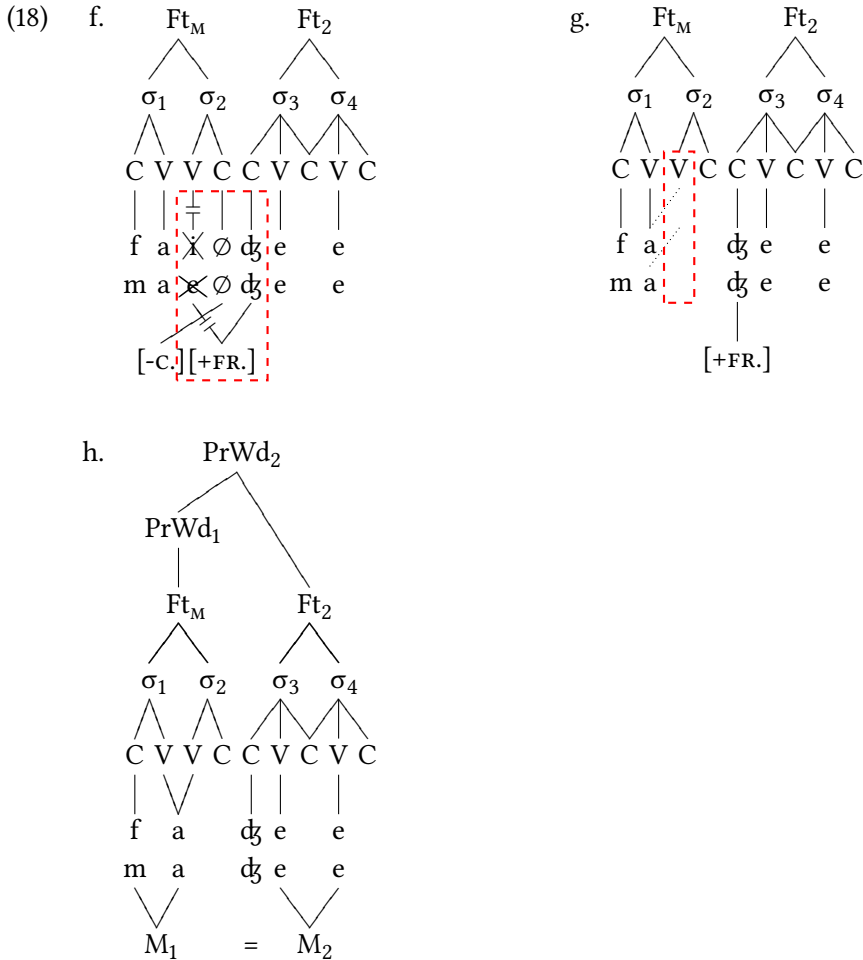 (18) f. Ft_M Ft_2 g. Ft_M Ft_2
σ_1 σ_2 σ_3 σ_4 σ_1 σ_2 σ_3 σ_4
C V V C C V C V C C V V C C V C V C
f a i ∅ ʤ e e f a ʤ e e
m a e ∅ ʤ e e m a ʤ e e
[-C.] [+FR.] [+FR.]
h. PrWd_2
PrWd_1
Ft_M Ft_2
σ_1 σ_2 σ_3 σ_4
C V V C C V C V C
f a ʤ e e
m a ʤ e e
M_1 = M_2